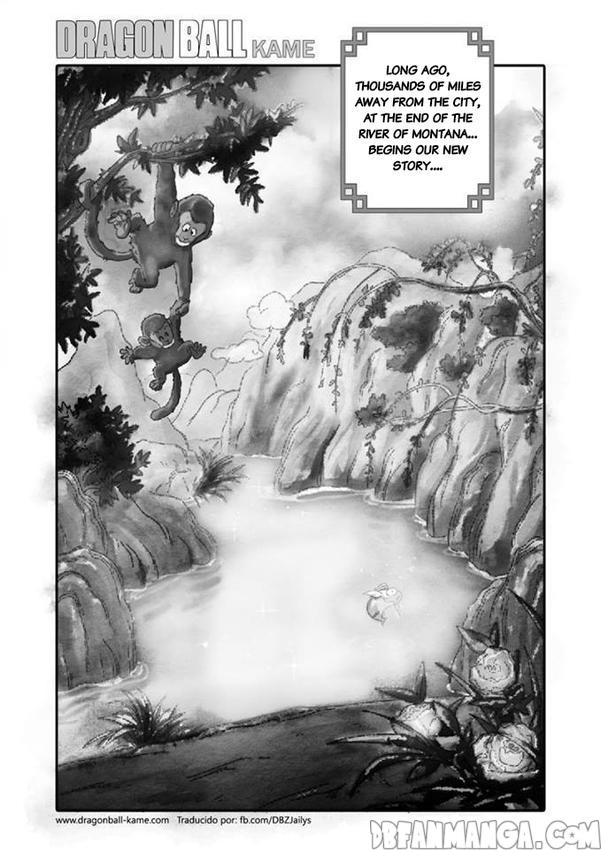 DRAGON BALL KAME
LONG AGO,
THOUSANDS OF MILES
AWAY FROM THE CITY,
AT THE END OF THE
RIVER OF MONTANA...
BEGINS OUR NEW
STORY....
www.dragonball-kame.com Traducido por: fb.com/DBZJailys
DBFANMANGA.COM